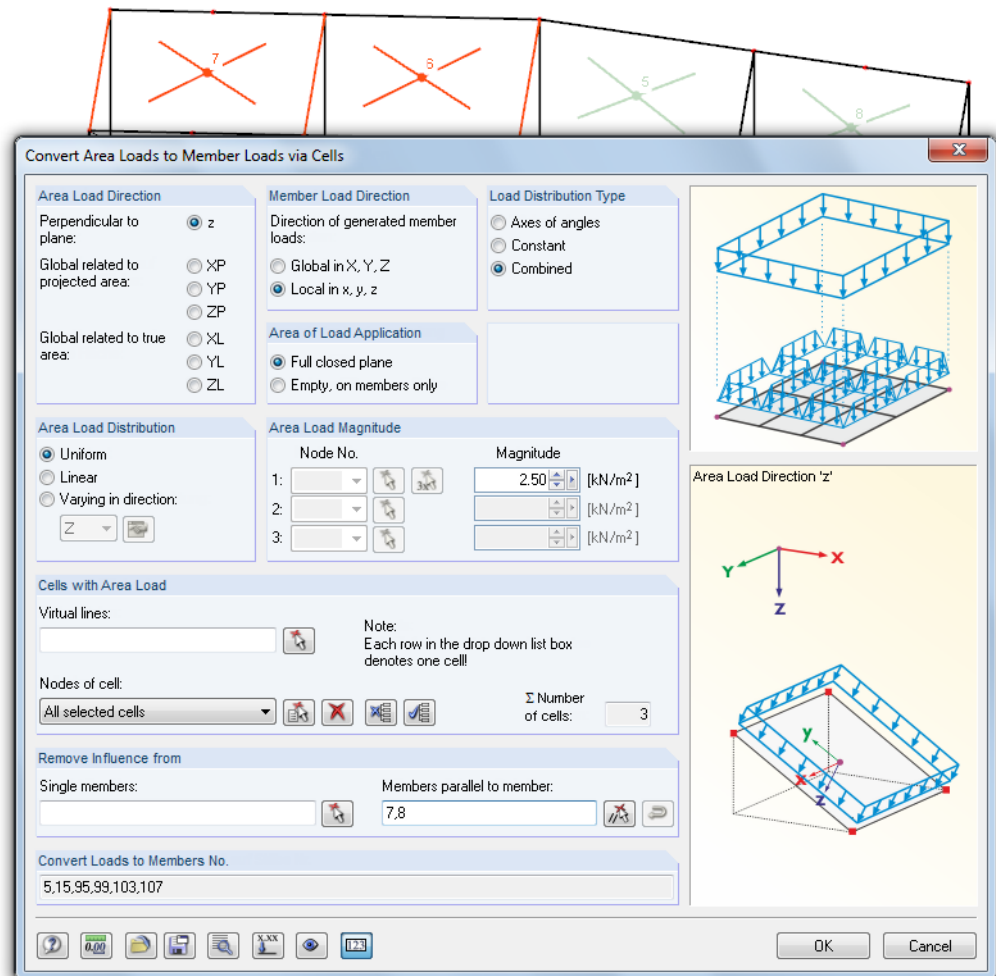 7
6
5
8
Convert Area Loads to Member Loads via Cells
Area Load Direction
Perpendicular to plane:
z
Global related to projected area:
XP
YP
ZP
Global related to true area:
XL
YL
ZL
Member Load Direction
Direction of generated member loads:
Global in X, Y, Z
Local in x, y, z
Load Distribution Type
Axes of angles
Constant
Combined
Area of Load Application
Full closed plane
Empty, on members only
Area Load Distribution
Uniform
Linear
Varying in direction:
Z
Area Load Magnitude
Node No.
Magnitude
1:
3x
2.50
[kN/m²]
2:
[kN/m²]
3:
[kN/m²]
Area Load Direction 'z'
Y
X
Z
y
x
z
Cells with Area Load
Virtual lines:
Note:
Each row in the drop down list box
denotes one cell!
Nodes of cell:
All selected cells
Σ Number
of cells:
3
Remove Influence from
Single members:
Members parallel to member:
7,8
Convert Loads to Members No.
5,15,95,99,103,107
0.00
X.XX
123
OK
Cancel